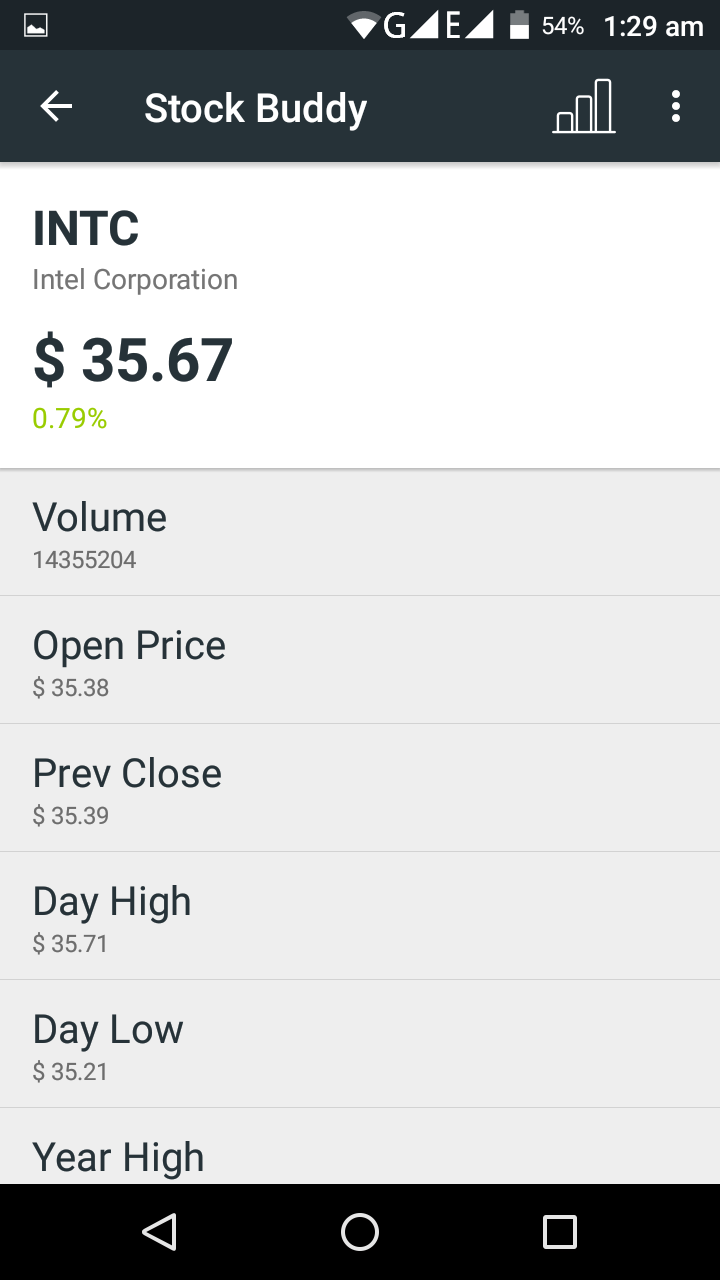 G E 54% 1:29 am
Stock Buddy
INTC
Intel Corporation
$ 35.67
0.79%
Volume
14355204
Open Price
$ 35.38
Prev Close
$ 35.39
Day High
$ 35.71
Day Low
$ 35.21
Year High